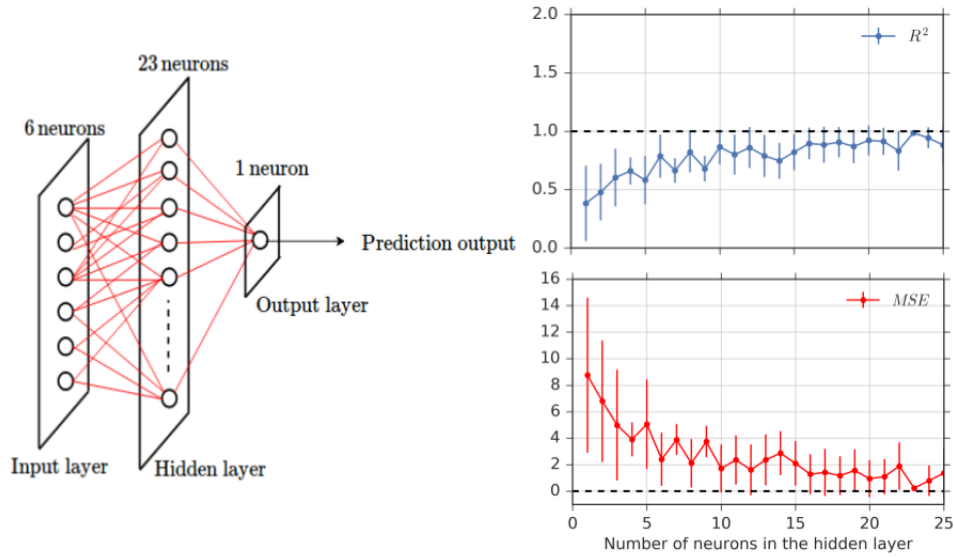 23 neurons
6 neurons
1 neuron
Prediction output
Output layer
Input layer
Hidden layer
2.0
R²
1.5
1.0
0.5
0.0
16
MSE
14
12
10
8
6
4
2
0
0 5 10 15 20 25
Number of neurons in the hidden layer